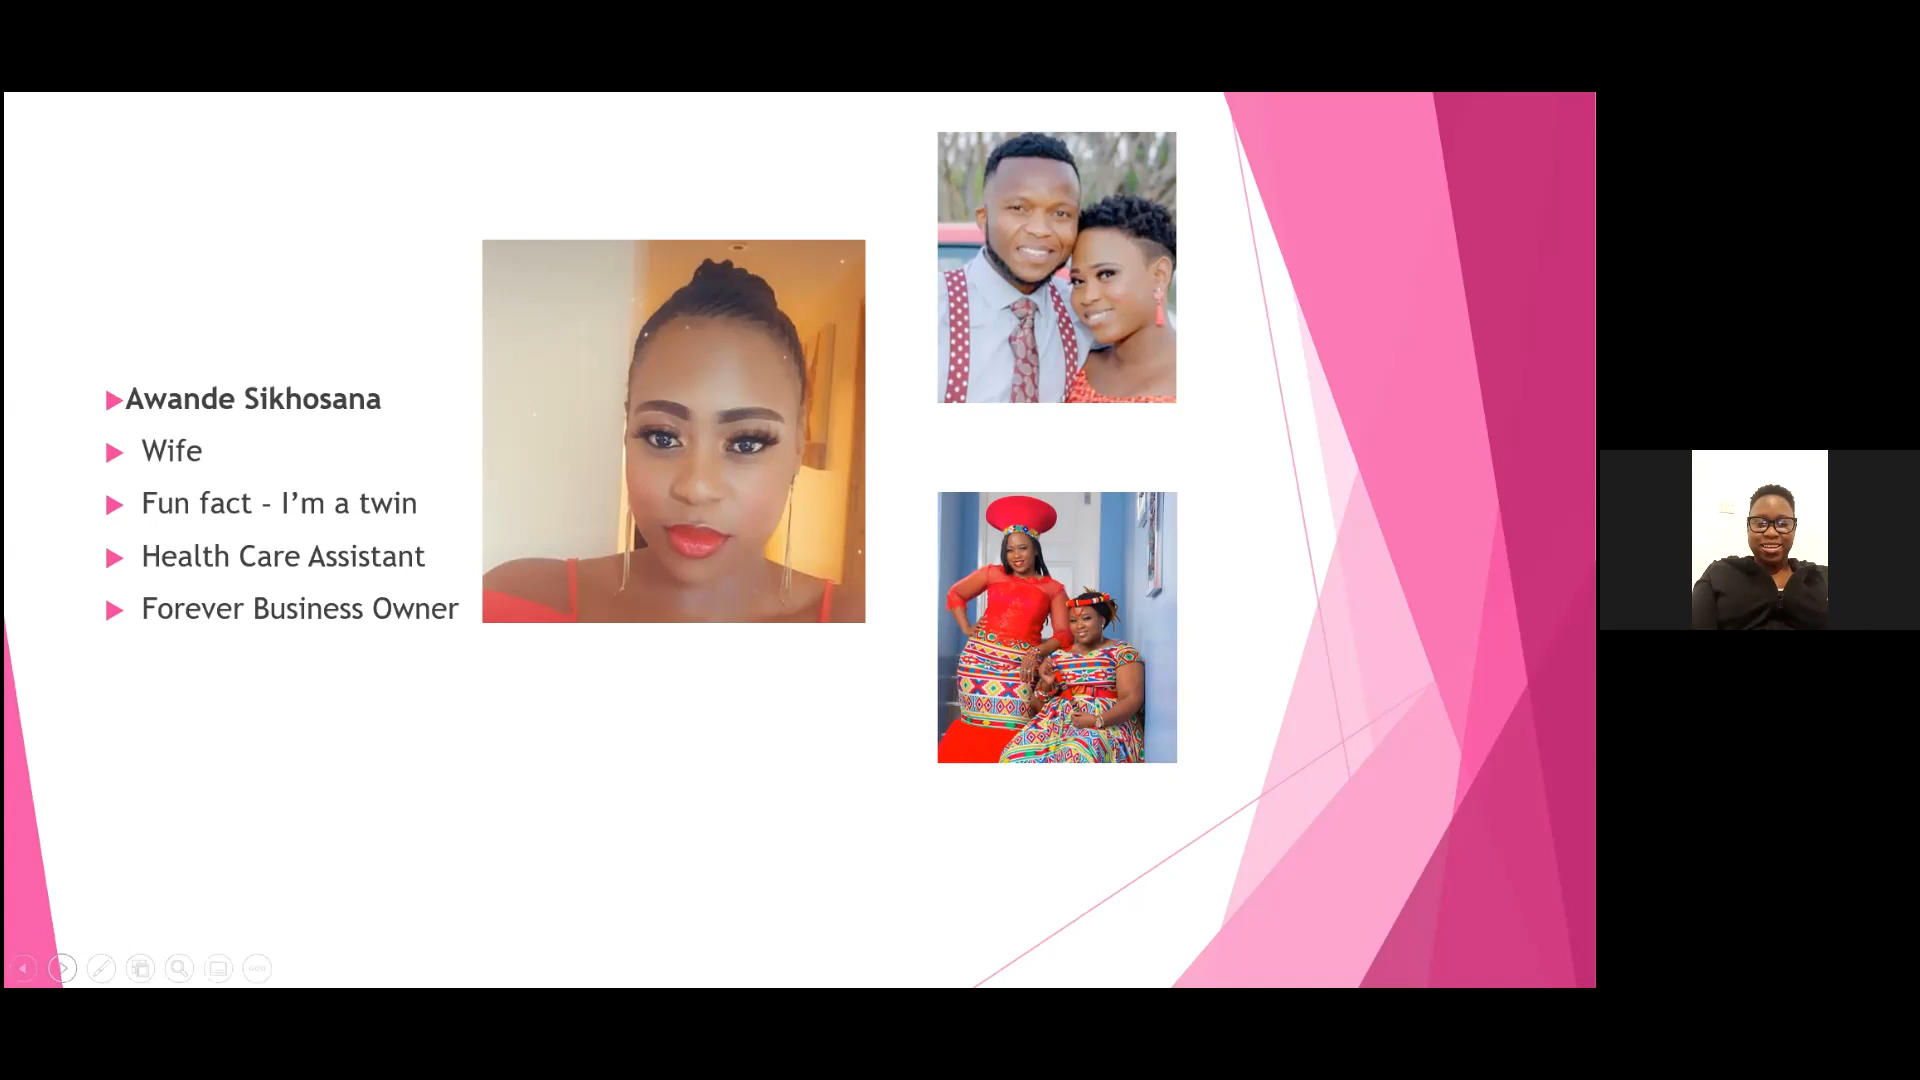 Awande Sikhosana
Wife
Fun fact – I’m a twin
Health Care Assistant
Forever Business Owner